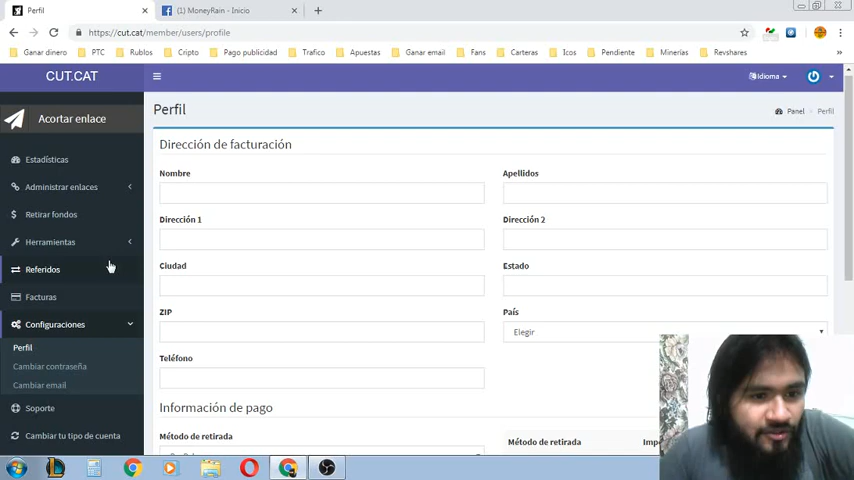 Perfil
(1) MoneyRain - Inicio
https://cut.cat/member/users/profile
Ganar dinero
PTC
Rublos
Cripto
Pago publicidad
Trafico
Apuestas
Ganar email
Fans
Carteras
Icos
Pendiente
Minerías
Revshares
CUT.CAT
Idioma
Acortar enlace
Perfil
Panel
Perfil
Dirección de facturación
Estadísticas
Nombre
Apellidos
Administrar enlaces
Retirar fondos
Dirección 1
Dirección 2
Herramientas
Referidos
Ciudad
Estado
Facturas
ZIP
País
Configuraciones
Elegir
Perfil
Teléfono
Cambiar contraseña
Cambiar email
Soporte
Información de pago
Cambiar tu tipo de cuenta
Método de retirada
Método de retirada